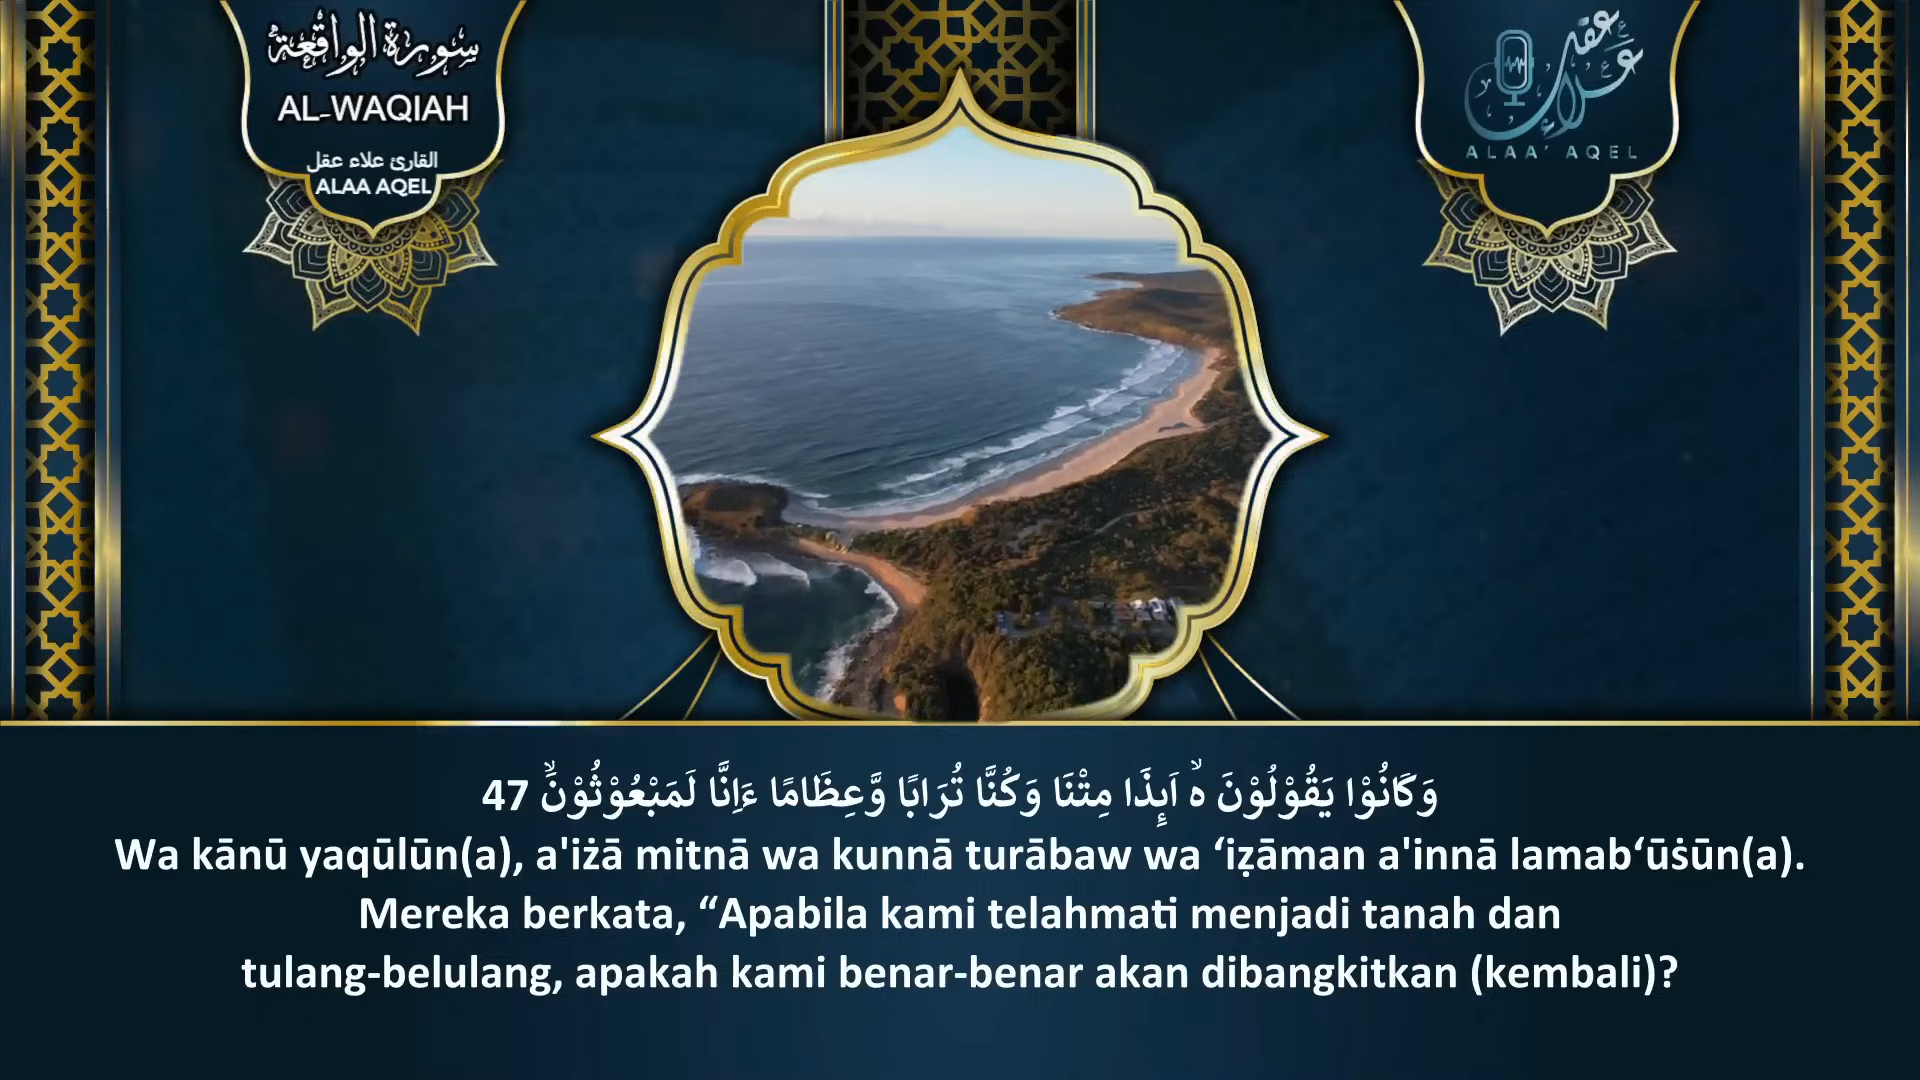 سورة الواقعة
AL-WAQIAH
القارئ علاء عقل
ALAA AQEL
علاء عقل
ALAA' AQEL
وَكَانُوْا يَقُوْلُوْنَ ەۙ اَىِٕذَا مِتْنَا وَكُنَّا تُرَابًا وَّعِظَامًا ءَاِنَّا لَمَبْعُوْثُوْنَۙ 47
Wa kānū yaqūlūn(a), a'iżā mitnā wa kunnā turābaw wa ‘iẓāman a'innā lamab‘ūṡūn(a).
Mereka berkata, “Apabila kami telahmati menjadi tanah dan
tulang-belulang, apakah kami benar-benar akan dibangkitkan (kembali)?